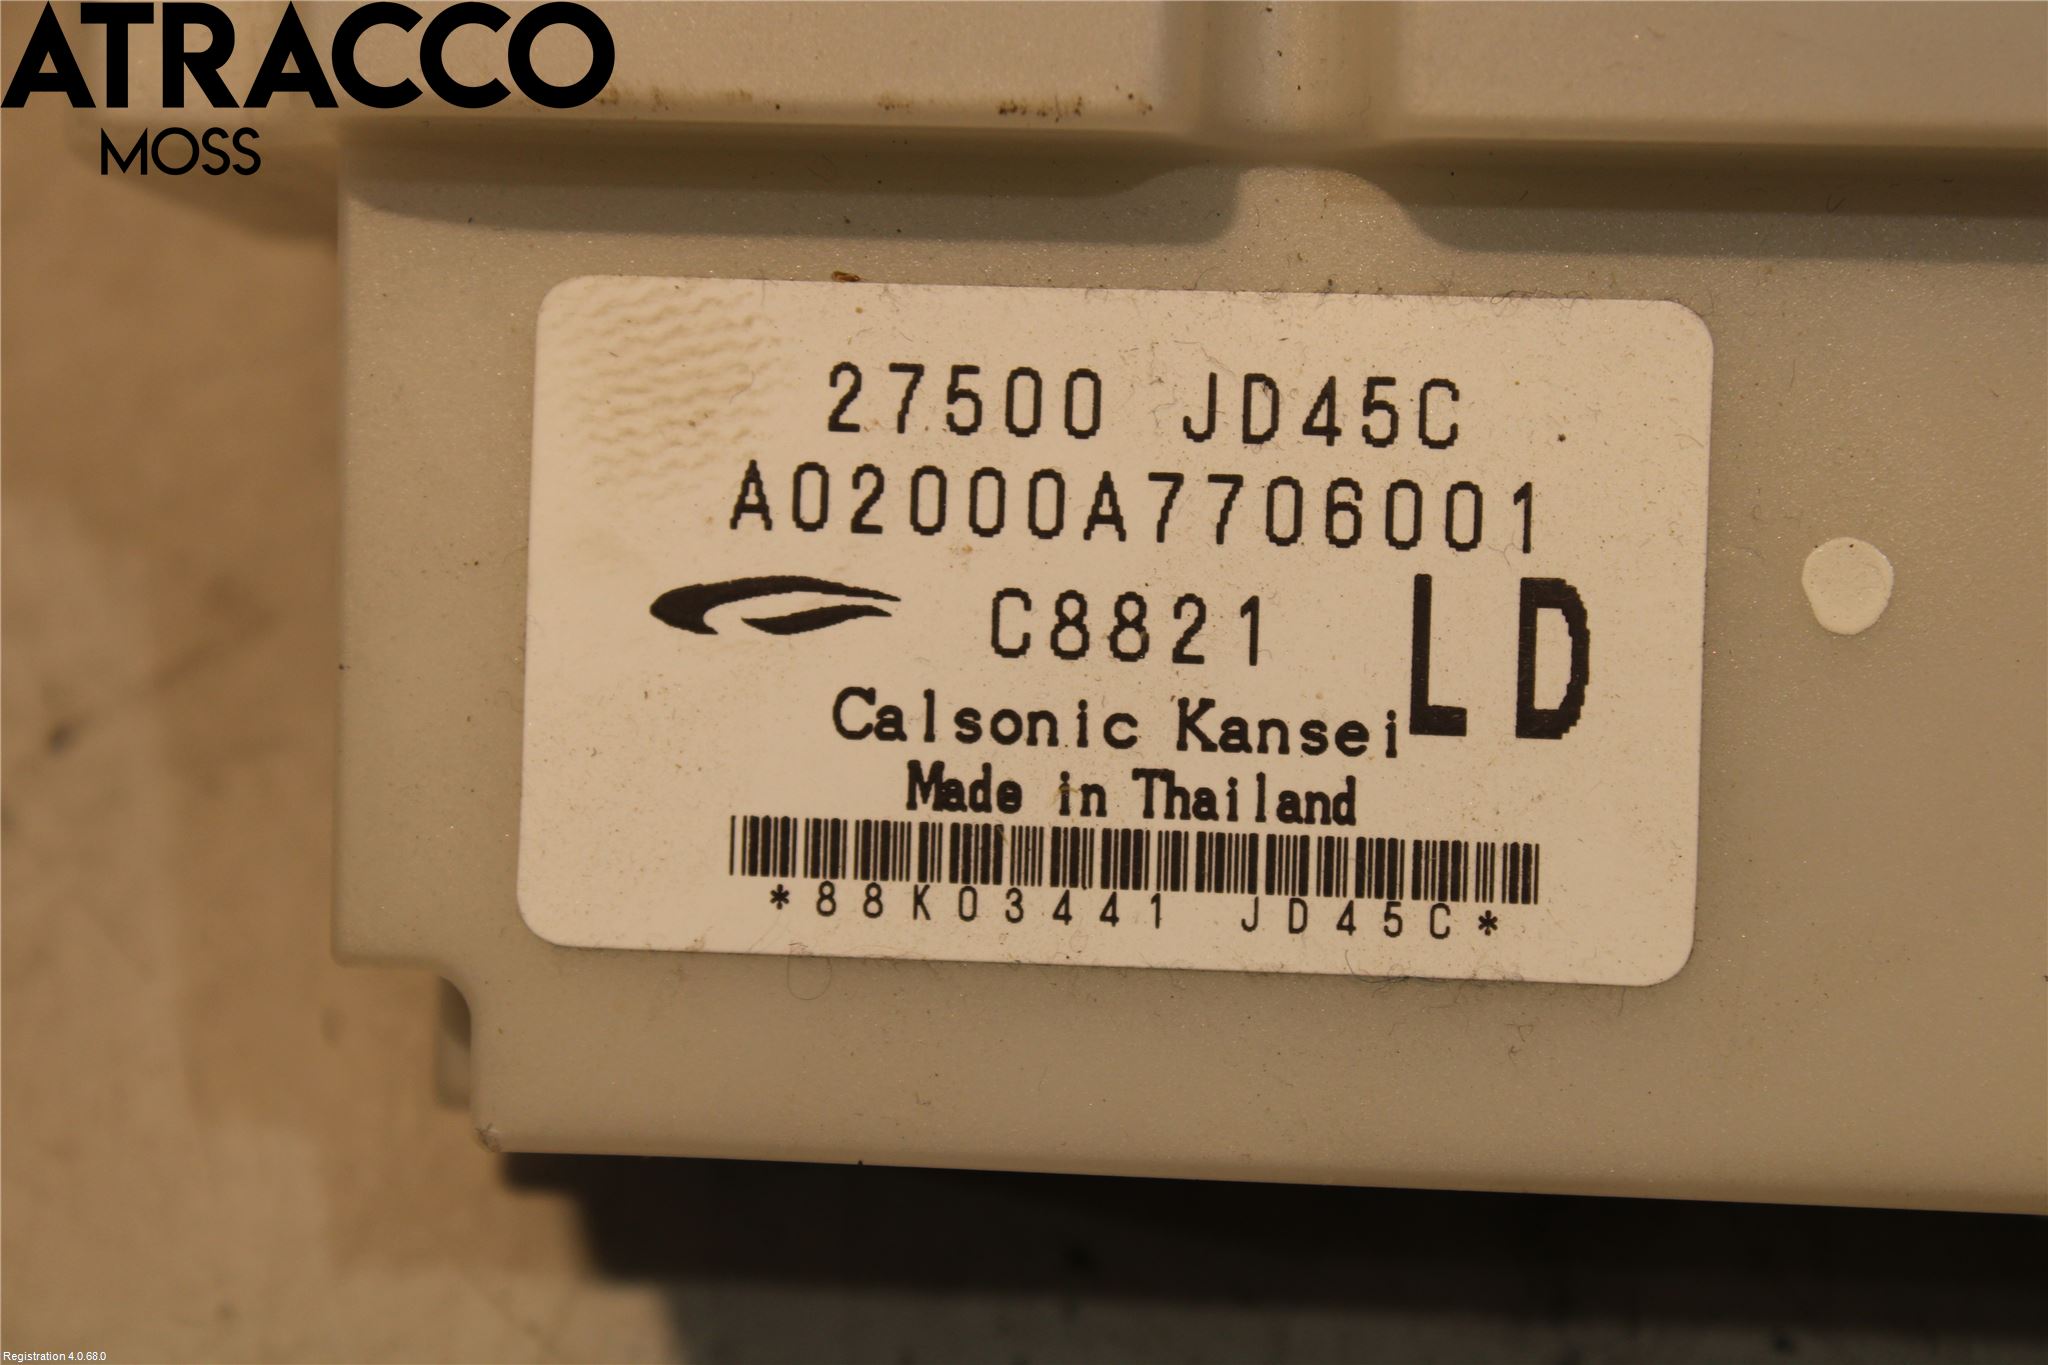 ATRACCO
MOSS
27500 JD45C
A02000A7706001
C8821 LD
Calsonic Kansei
Made in Thailand
*88K03441 JD45C*
Registration 4.0.68.0